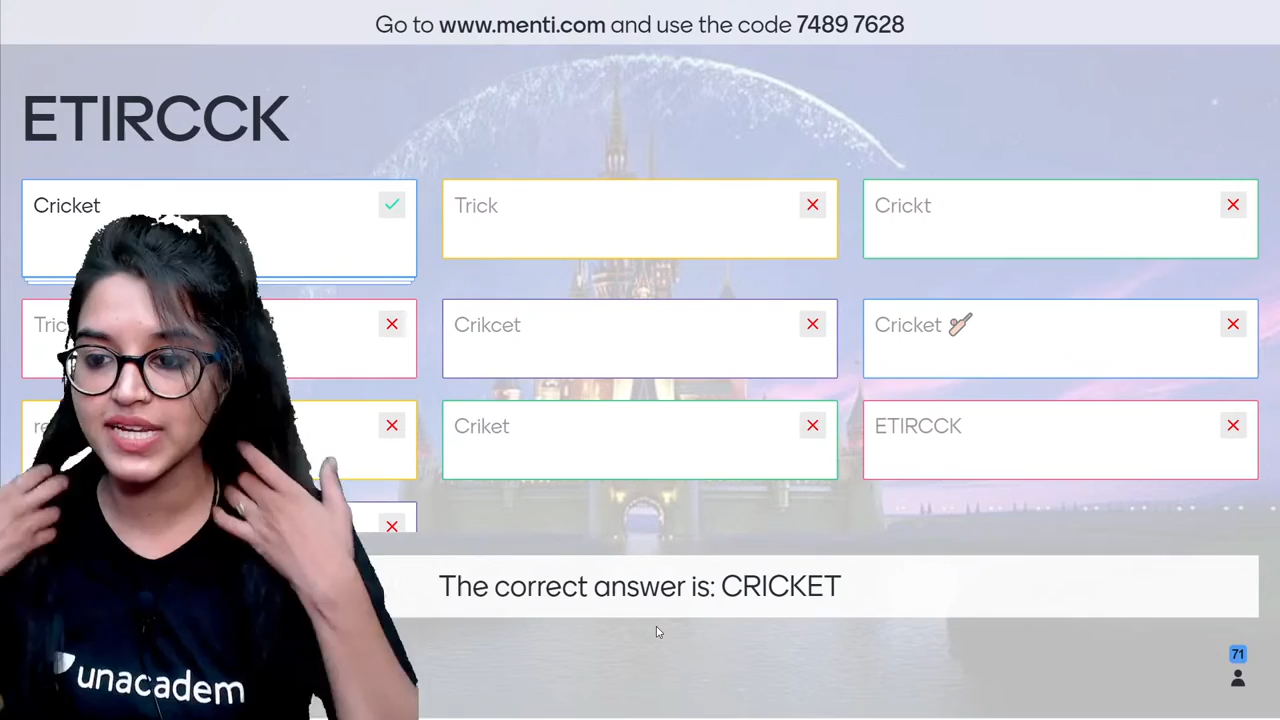 Go to www.menti.com and use the code 7489 7628
ETIRCCK
Cricket
Trick
Crickt
Crikcet
Cricket
Criket
ETIRCCK
The correct answer is: CRICKET
71
unacadem